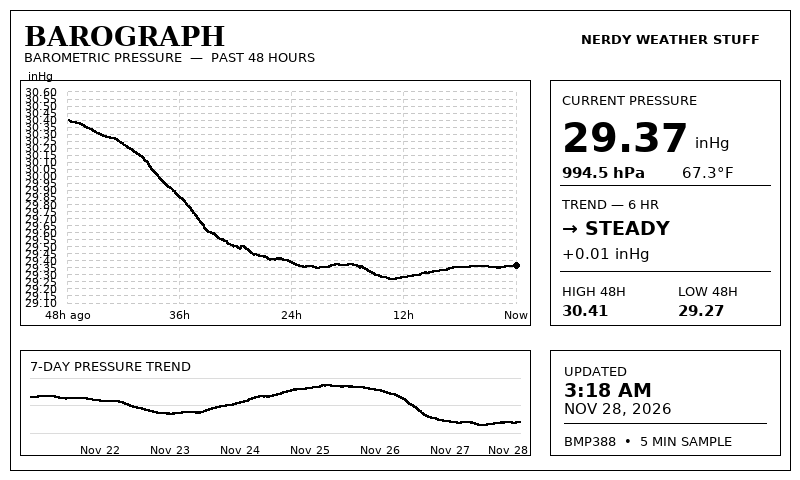 BAROGRAPH
BAROMETRIC PRESSURE — PAST 48 HOURS
NERDY WEATHER STUFF
inHg
30.60
30.55
30.50
30.45
30.40
30.35
30.30
30.25
30.20
30.15
30.10
30.05
30.00
29.95
29.90
29.85
29.80
29.75
29.70
29.65
29.60
29.55
29.50
29.45
29.40
29.35
29.30
29.25
29.20
29.15
29.10
48h ago 36h 24h 12h Now
CURRENT PRESSURE
29.37 inHg
994.5 hPa 67.3°F
TREND — 6 HR
→ STEADY
+0.01 inHg
HIGH 48H LOW 48H
30.41 29.27
7-DAY PRESSURE TREND
Nov 22 Nov 23 Nov 24 Nov 25 Nov 26 Nov 27 Nov 28
UPDATED
3:18 AM
NOV 28, 2026
BMP388 • 5 MIN SAMPLE